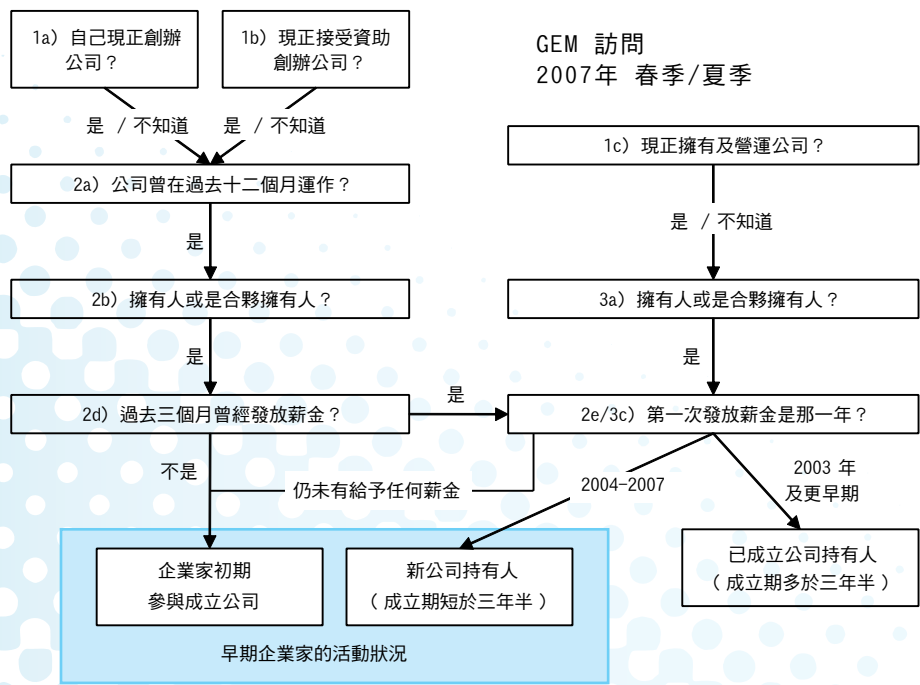 1a）自己現正創辦
公司？
1b）現正接受資助
創辦公司？
GEM 訪問
2007年 春季/夏季
是 / 不知道
是 / 不知道
1c）現正擁有及營運公司？
2a）公司曾在過去十二個月運作？
是 / 不知道
是
2b）擁有人或是合夥擁有人？
3a）擁有人或是合夥擁有人？
是
是
2d）過去三個月曾經發放薪金？
是
2e/3c）第一次發放薪金是那一年？
不是
仍未有給予任何薪金
2004-2007
2003 年
及更早期
企業家初期
參與成立公司
新公司持有人
（ 成立期短於三年半 ）
已成立公司持有人
（ 成立期多於三年半 ）
早期企業家的活動狀況